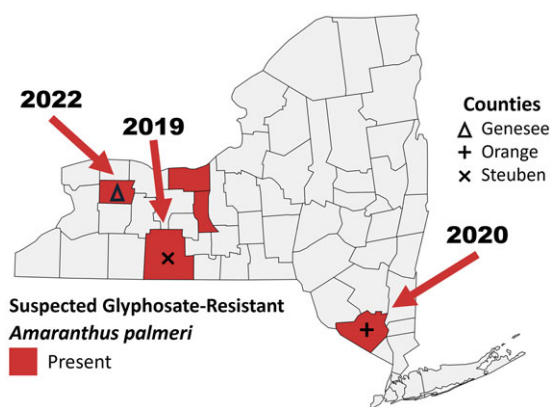 2022
2019
Counties
Genesee
Orange
Steuben
2020
Suspected Glyphosate-Resistant
Amaranthus palmeri
Present